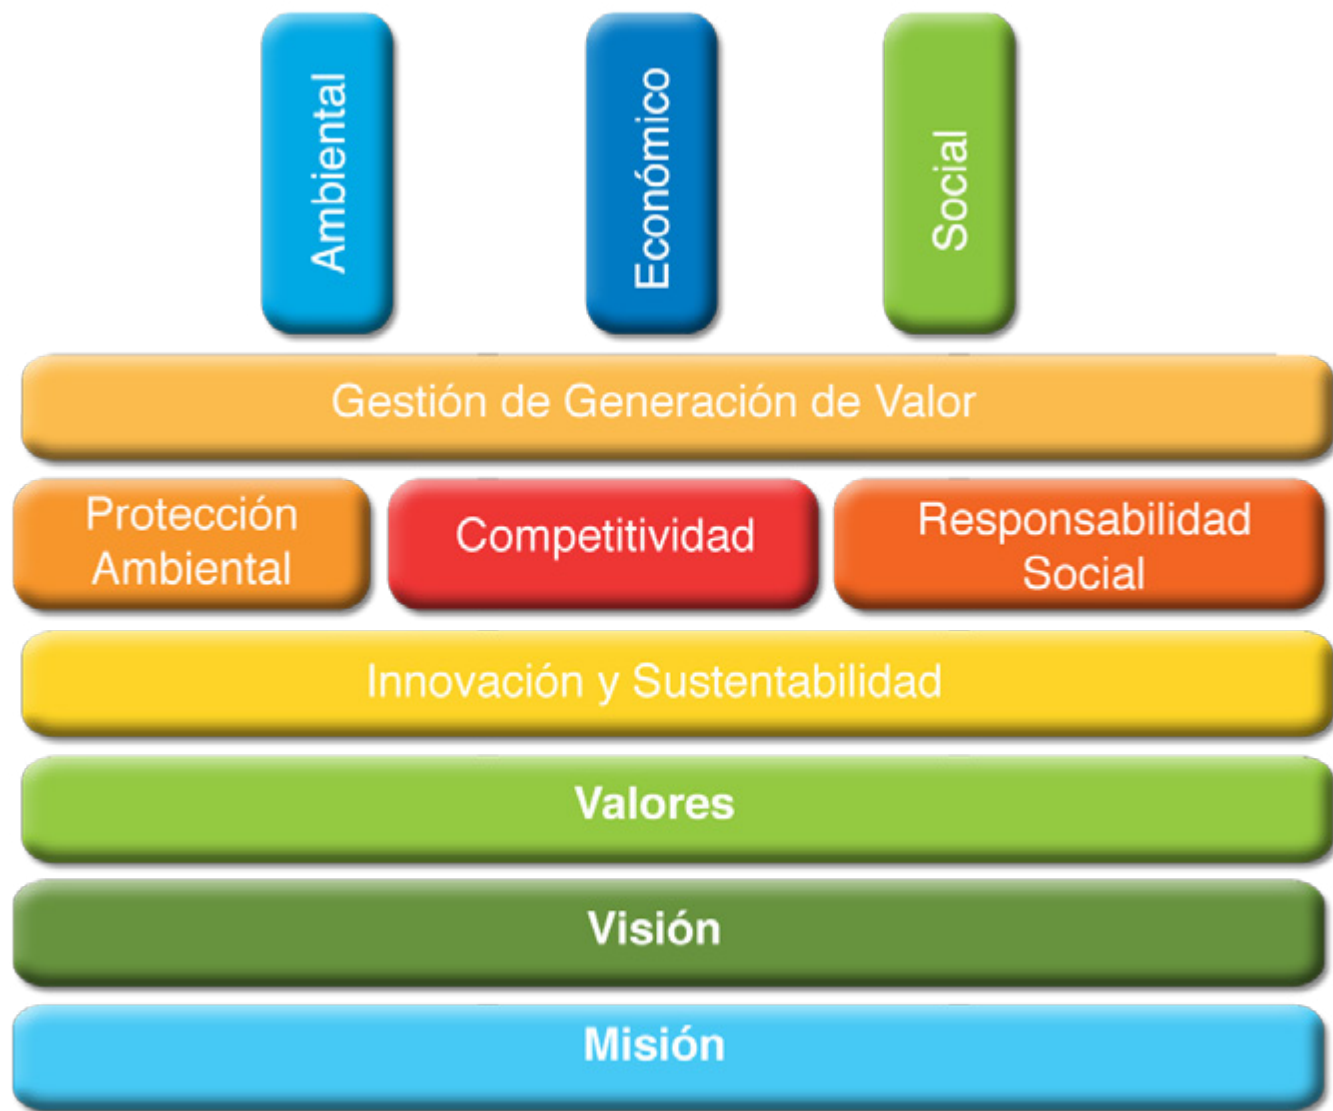 Ambiental
Económico
Social
Gestión de Generación de Valor
Protección
Ambiental
Competitividad
Responsabilidad
Social
Innovación y Sustentabilidad
Valores
Visión
Misión